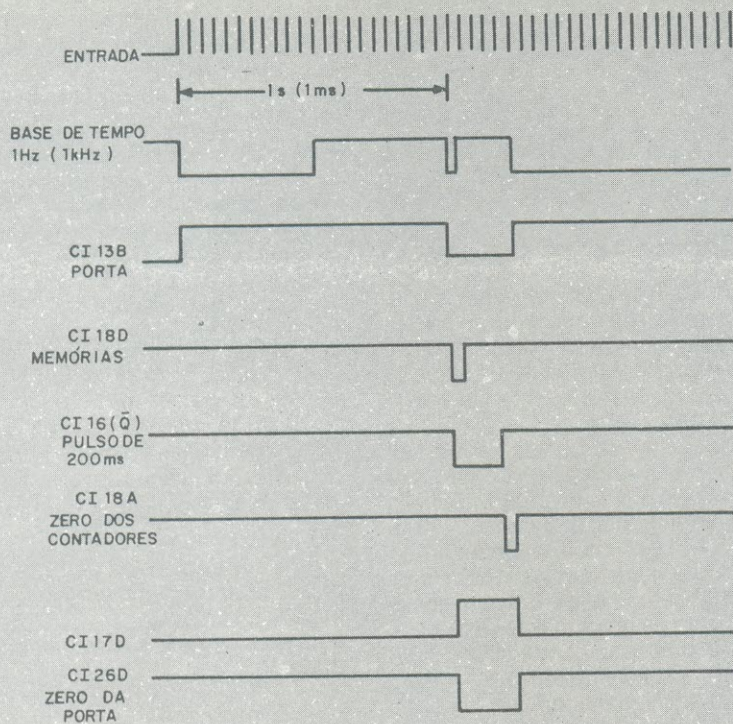 ENTRADA
1s (1ms)
BASE DE TEMPO
1Hz (1kHz)
CI 13B
PORTA
CI 18D
MEMÓRIAS
CI 16 (Q̄)
PULSO DE
200ms
CI 18A
ZERO DOS
CONTADORES
CI 17D
CI 26D
ZERO DA
PORTA